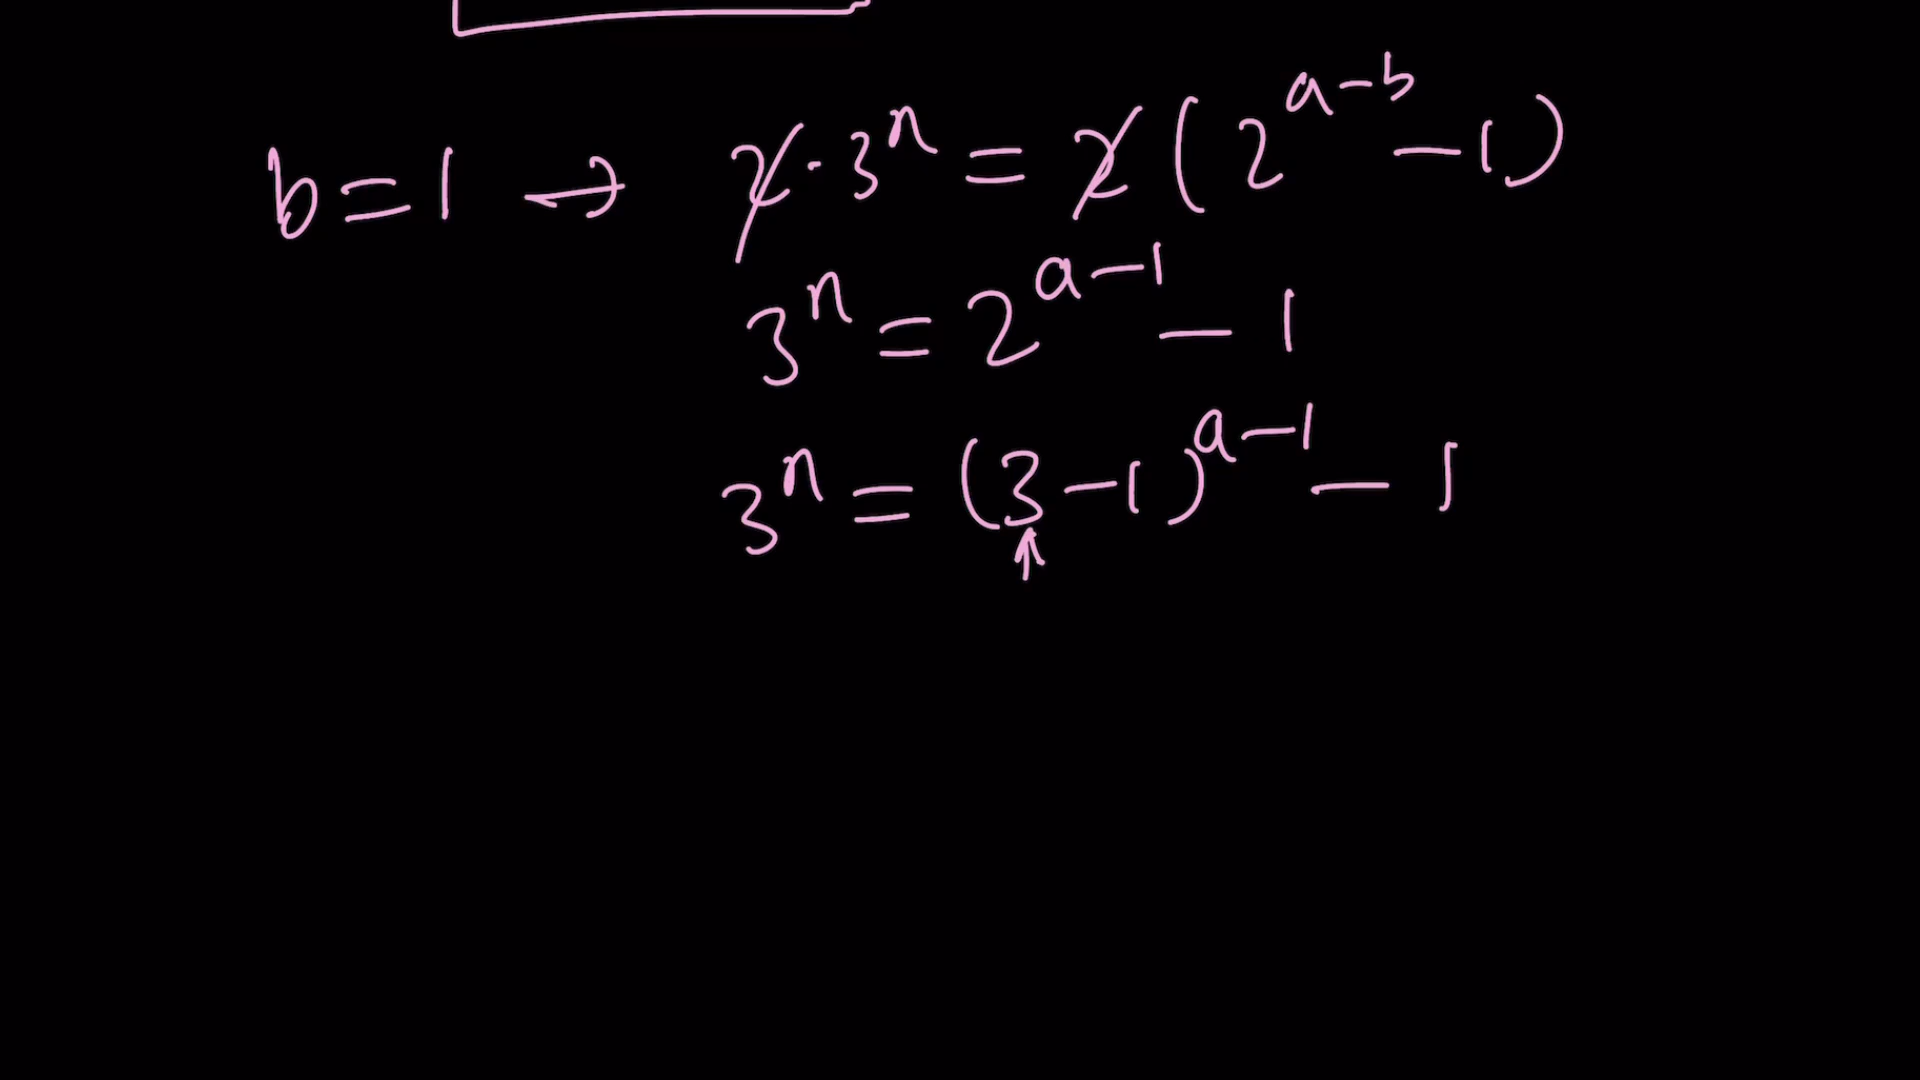 b = 1 → 2 · 3^n = 2 ( 2^{a-b} - 1 )
3^n = 2^{a-1} - 1
3^n = (3 - 1)^{a-1} - 1
↑